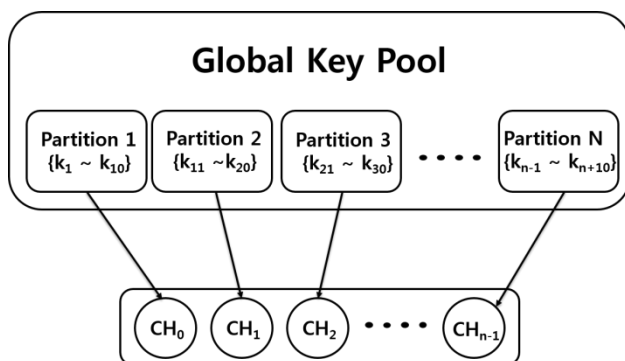 Global Key Pool
Partition 1 Partition 2 Partition 3 Partition N
{k₁ ~ k₁₀} {k₁₁ ~k₂₀} {k₂₁ ~ k₃₀} • • • • {kₙ₋₁ ~ kₙ₊₁₀}
CH₀ CH₁ CH₂ • • • • CHₙ₋₁